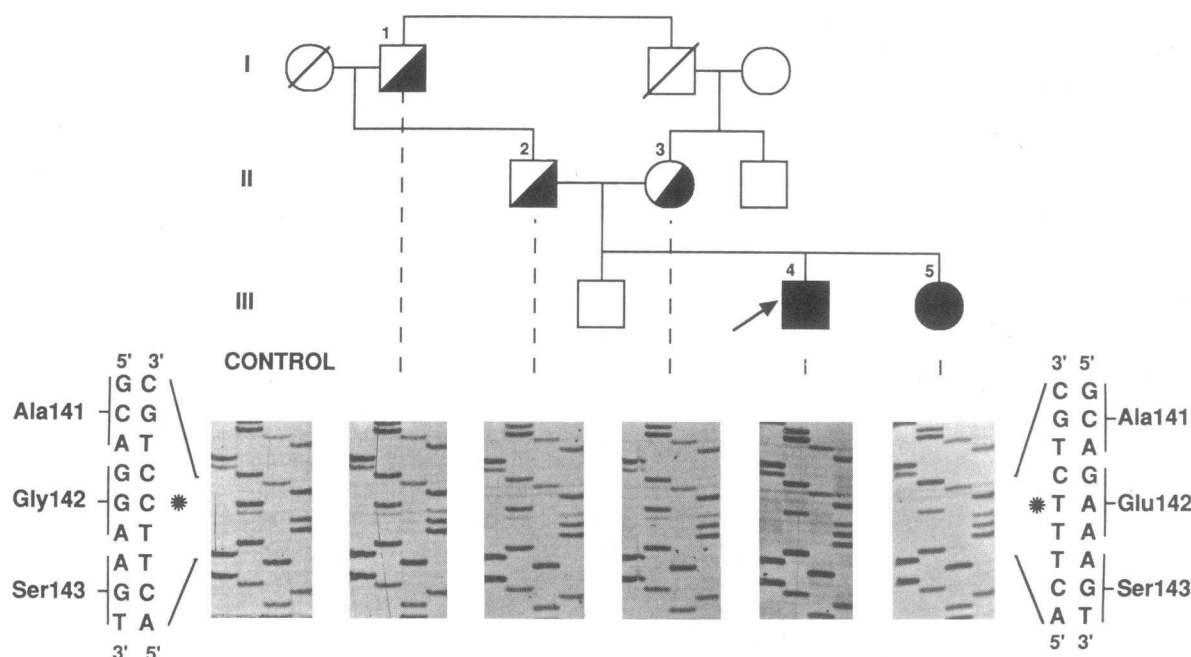 1
I
2
3
II
4
5
III
CONTROL
5' 3'
G C
Ala141 C G
A T
G C
Gly142 G C *
A T
A T
Ser143 G C
T A
3' 5'
3' 5'
C G
G C Ala141
T A
C G
* T A Glu142
T A
T A
C G Ser143
A T
5' 3'